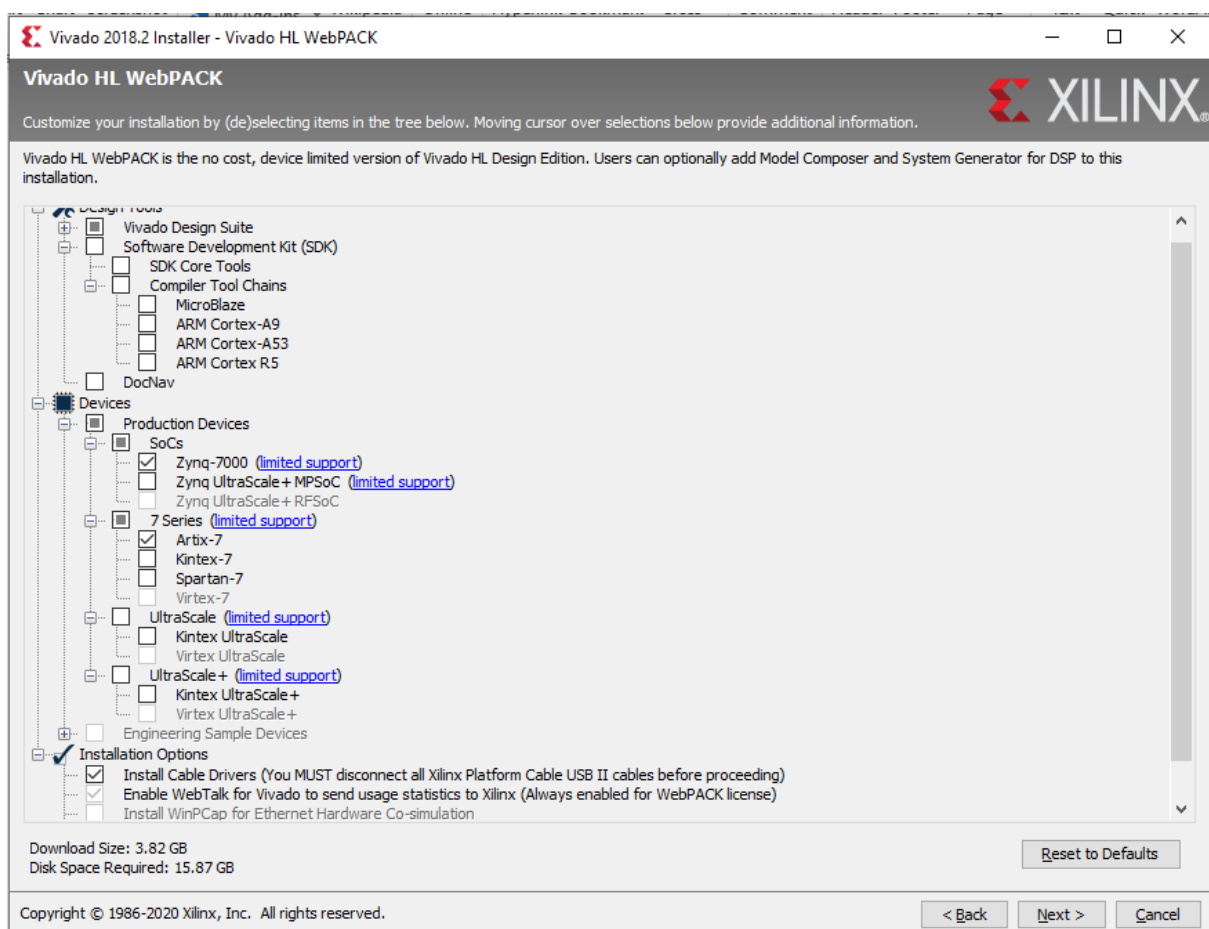 Vivado 2018.2 Installer - Vivado HL WebPACK
Vivado HL WebPACK
XILINX®
Customize your installation by (de)selecting items in the tree below. Moving cursor over selections below provide additional information.
Vivado HL WebPACK is the no cost, device limited version of Vivado HL Design Edition. Users can optionally add Model Composer and System Generator for DSP to this
installation.
Design Tools
Vivado Design Suite
Software Development Kit (SDK)
SDK Core Tools
Compiler Tool Chains
MicroBlaze
ARM Cortex-A9
ARM Cortex-A53
ARM Cortex R5
DocNav
Devices
Production Devices
SoCs
Zynq-7000 (limited support)
Zynq UltraScale+ MPSoC (limited support)
Zynq UltraScale+ RFSoC
7 Series (limited support)
Artix-7
Kintex-7
Spartan-7
Virtex-7
UltraScale (limited support)
Kintex UltraScale
Virtex UltraScale
UltraScale+ (limited support)
Kintex UltraScale+
Virtex UltraScale+
Engineering Sample Devices
Installation Options
Install Cable Drivers (You MUST disconnect all Xilinx Platform Cable USB II cables before proceeding)
Enable WebTalk for Vivado to send usage statistics to Xilinx (Always enabled for WebPACK license)
Install WinPCap for Ethernet Hardware Co-simulation
Download Size: 3.82 GB
Disk Space Required: 15.87 GB
Reset to Defaults
Copyright © 1986-2020 Xilinx, Inc. All rights reserved.
< Back
Next >
Cancel